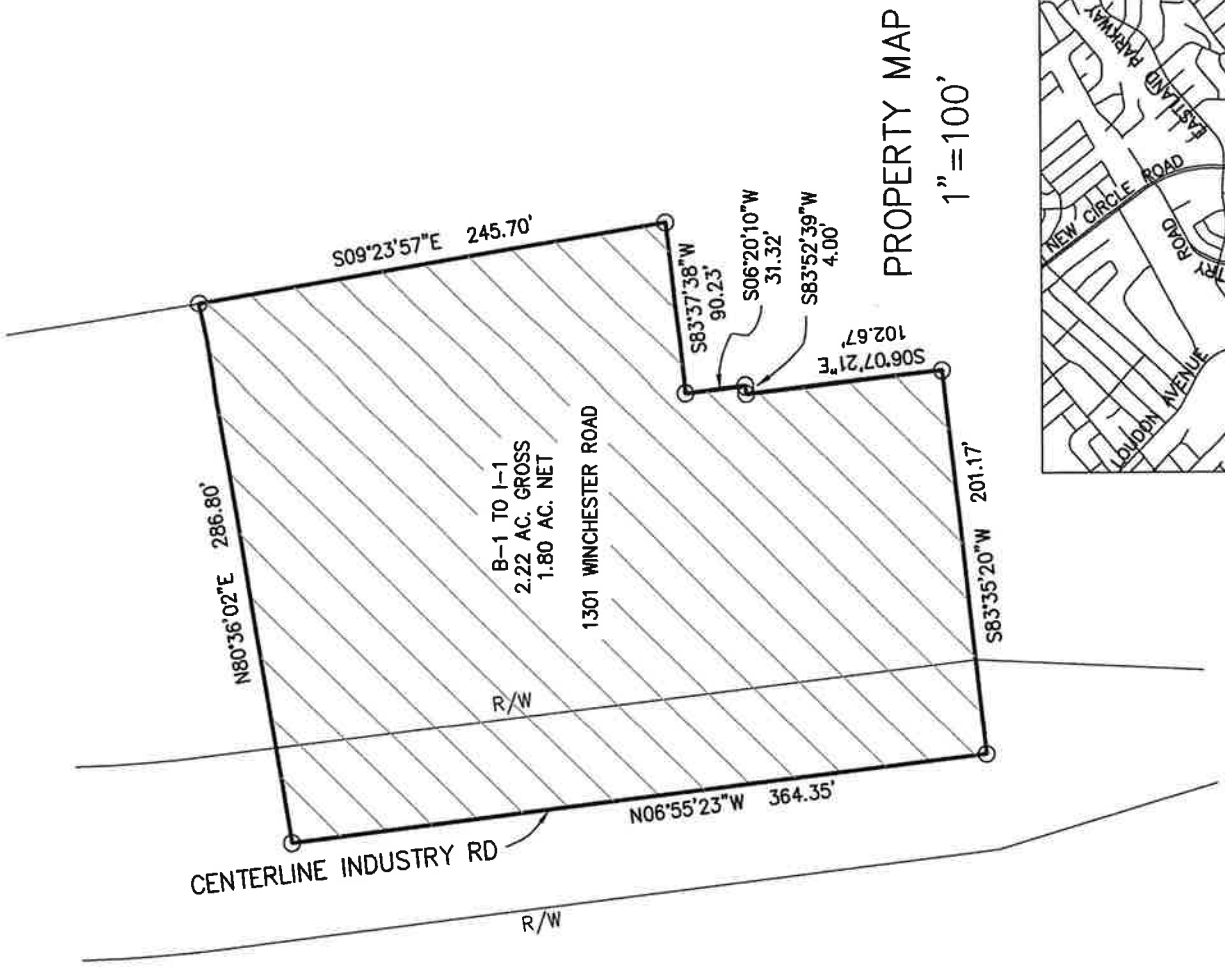 N80°36'02"E 286.80'
S09°23'57"E 245.70'
S83°37'38"W
90.23'
S06°20'10"W
31.32'
S83°52'39"W
4.00'
S06°07'21"E
102.67'
S83°35'20"W 201.17'
N06°55'23"W 364.35'
B-1 TO I-1
2.22 AC. GROSS
1.80 AC. NET
1301 WINCHESTER ROAD
R/W
CENTERLINE INDUSTRY RD
R/W
PROPERTY MAP
1"=100'
NEW CIRCLE ROAD
EASTLAND PARKWAY
LOUDON AVENUE
ROAD